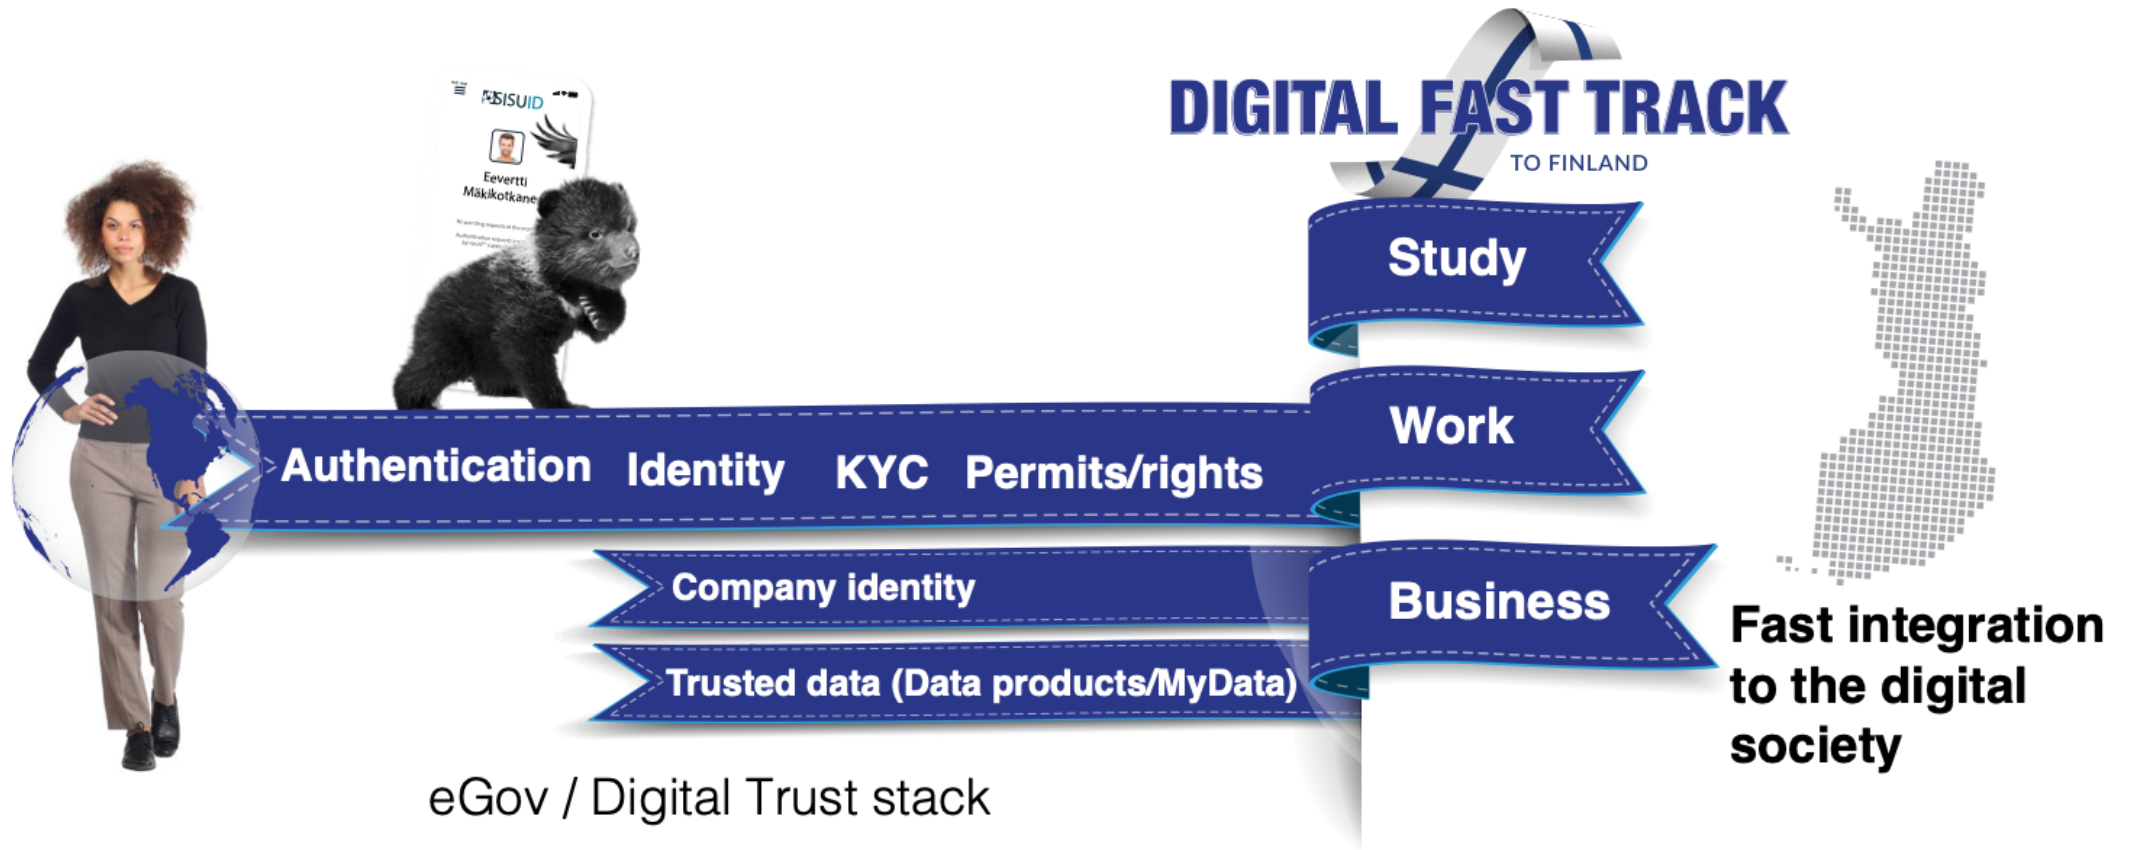 SISUID
Eevertti
Mäkikotkane
DIGITAL FAST TRACK
TO FINLAND
Study
Work
Business
Authentication Identity KYC Permits/rights
Company identity
Trusted data (Data products/MyData)
eGov / Digital Trust stack
Fast integration
to the digital
society